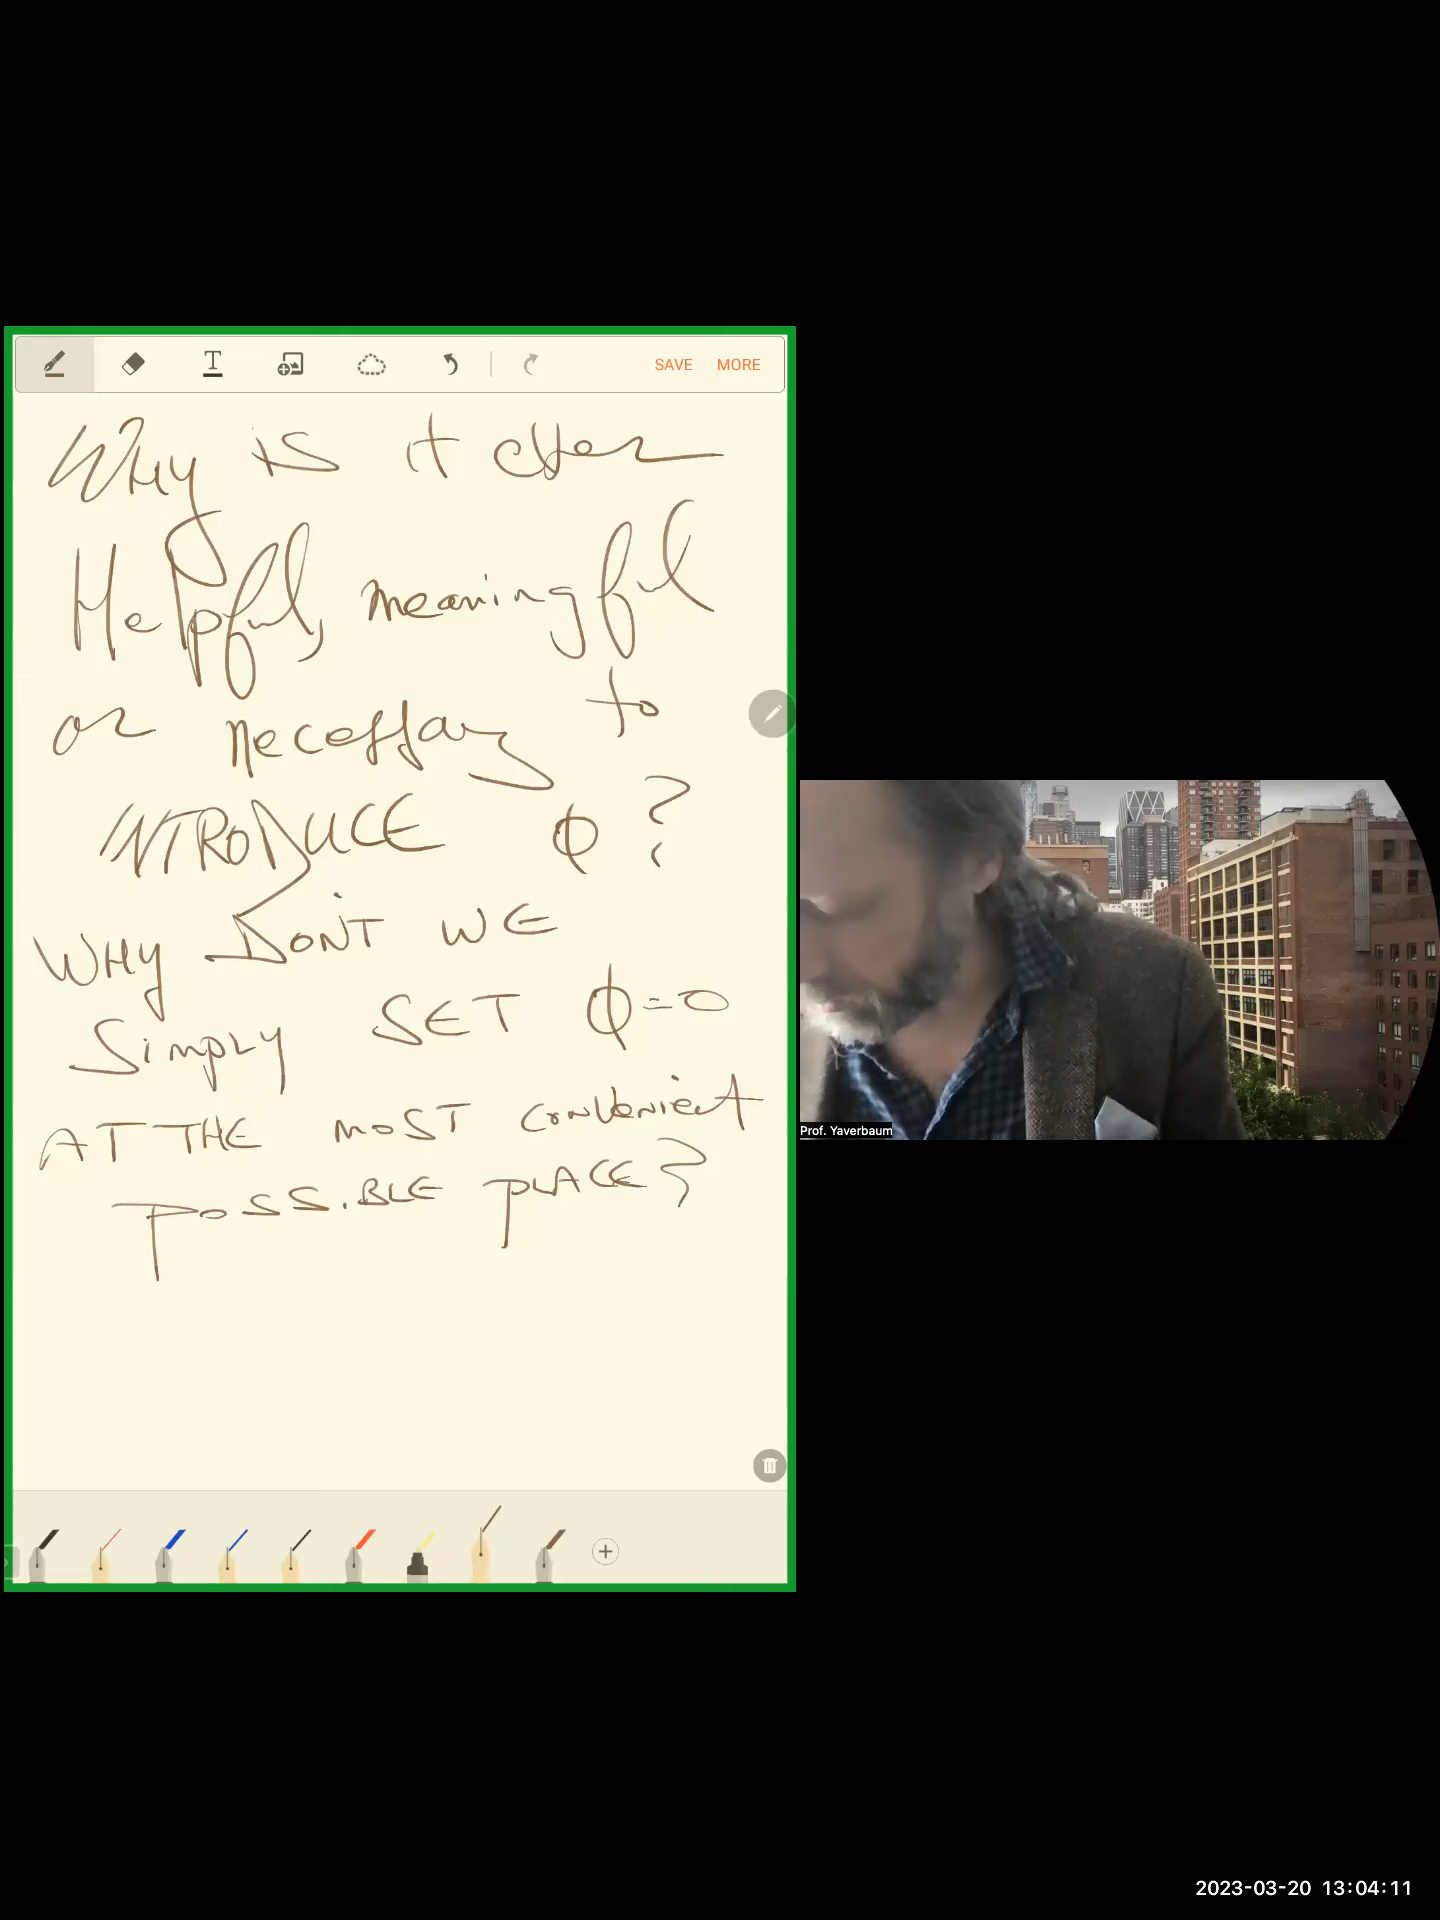 T
SAVE MORE
Why is it ever
Helpful, meaningful
or necessary to
INTRODUCE ϕ?
WHY DON'T WE
Simply SET ϕ=0
AT THE MOST convenient
POSSIBLE PLACE?
Prof. Yaverbaum
2023-03-20 13:04:11